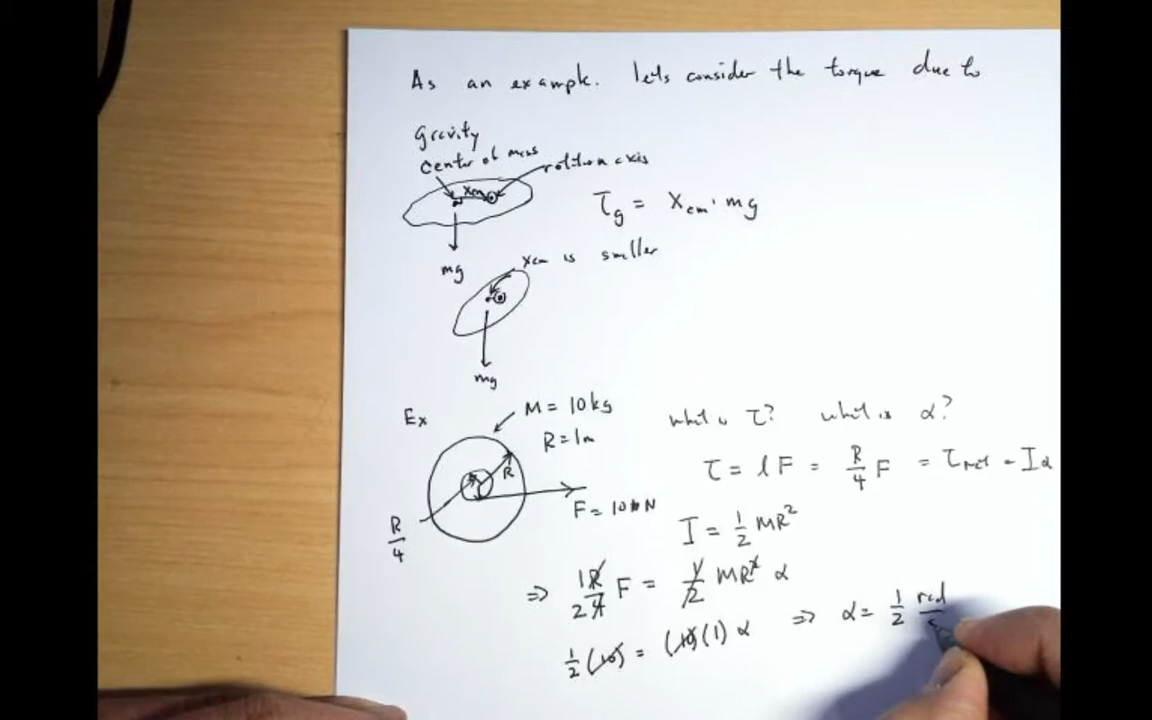 As an example. lets consider the torque due to
gravity
center of mass
rotation axis
xcm
τg = Xcm · mg
mg
xcm is smaller
mg
Ex
M = 10kg
R = 1m
R
F = 10 N
R/4
what is τ? what is α?
τ = lF = R/4 F = τnet = Iα
I = 1/2 MR²
⇒ 1R/24 F = 1/2 MR² α
1/2 (10) = (10)(1) α ⇒ α = 1/2 rad/s